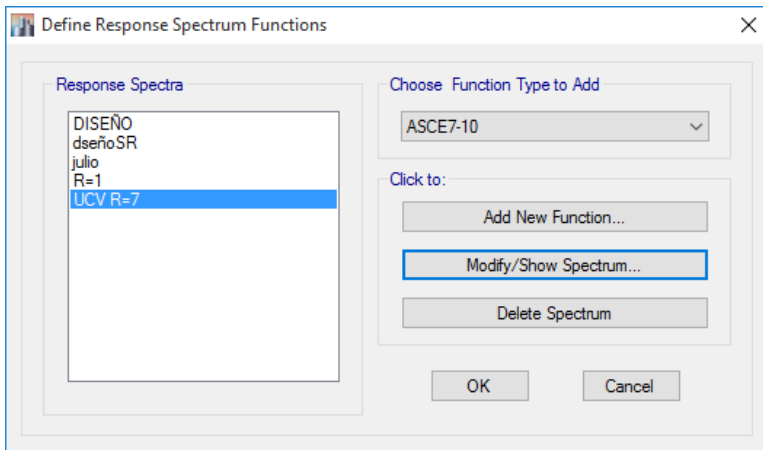 Define Response Spectrum Functions
Response Spectra
DISEÑO
dseñoSR
julio
R=1
UCV R=7
Choose Function Type to Add
ASCE7-10
Click to:
Add New Function...
Modify/Show Spectrum...
Delete Spectrum
OK
Cancel